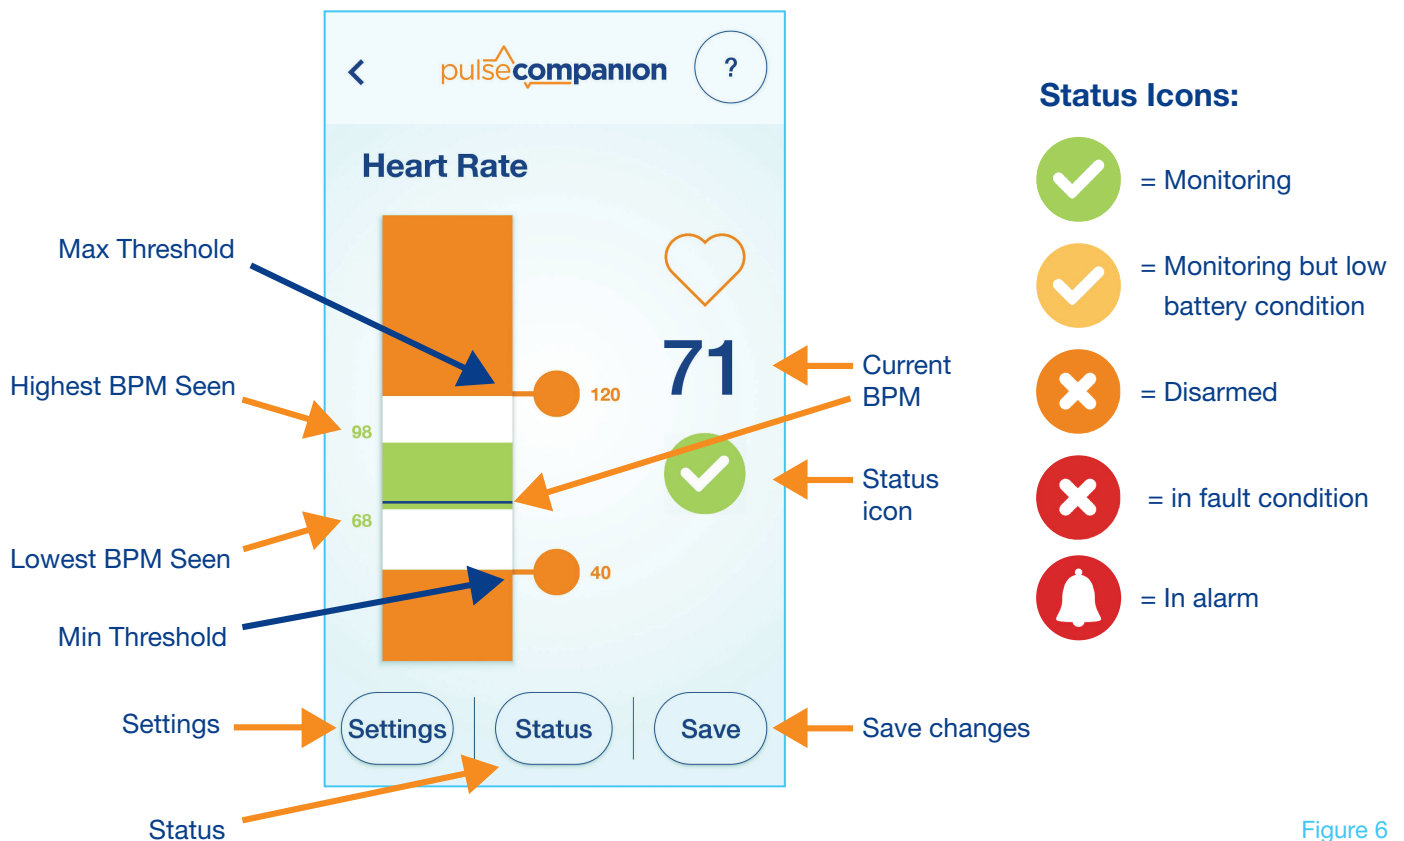 pulsecompanion
?
Status Icons:
Heart Rate
= Monitoring
Max Threshold
= Monitoring but low
battery condition
71
Current
BPM
Highest BPM Seen
120
= Disarmed
98
Status
icon
= in fault condition
68
Lowest BPM Seen
40
= In alarm
Min Threshold
Settings
Settings
Status
Save
Save changes
Status
Figure 6